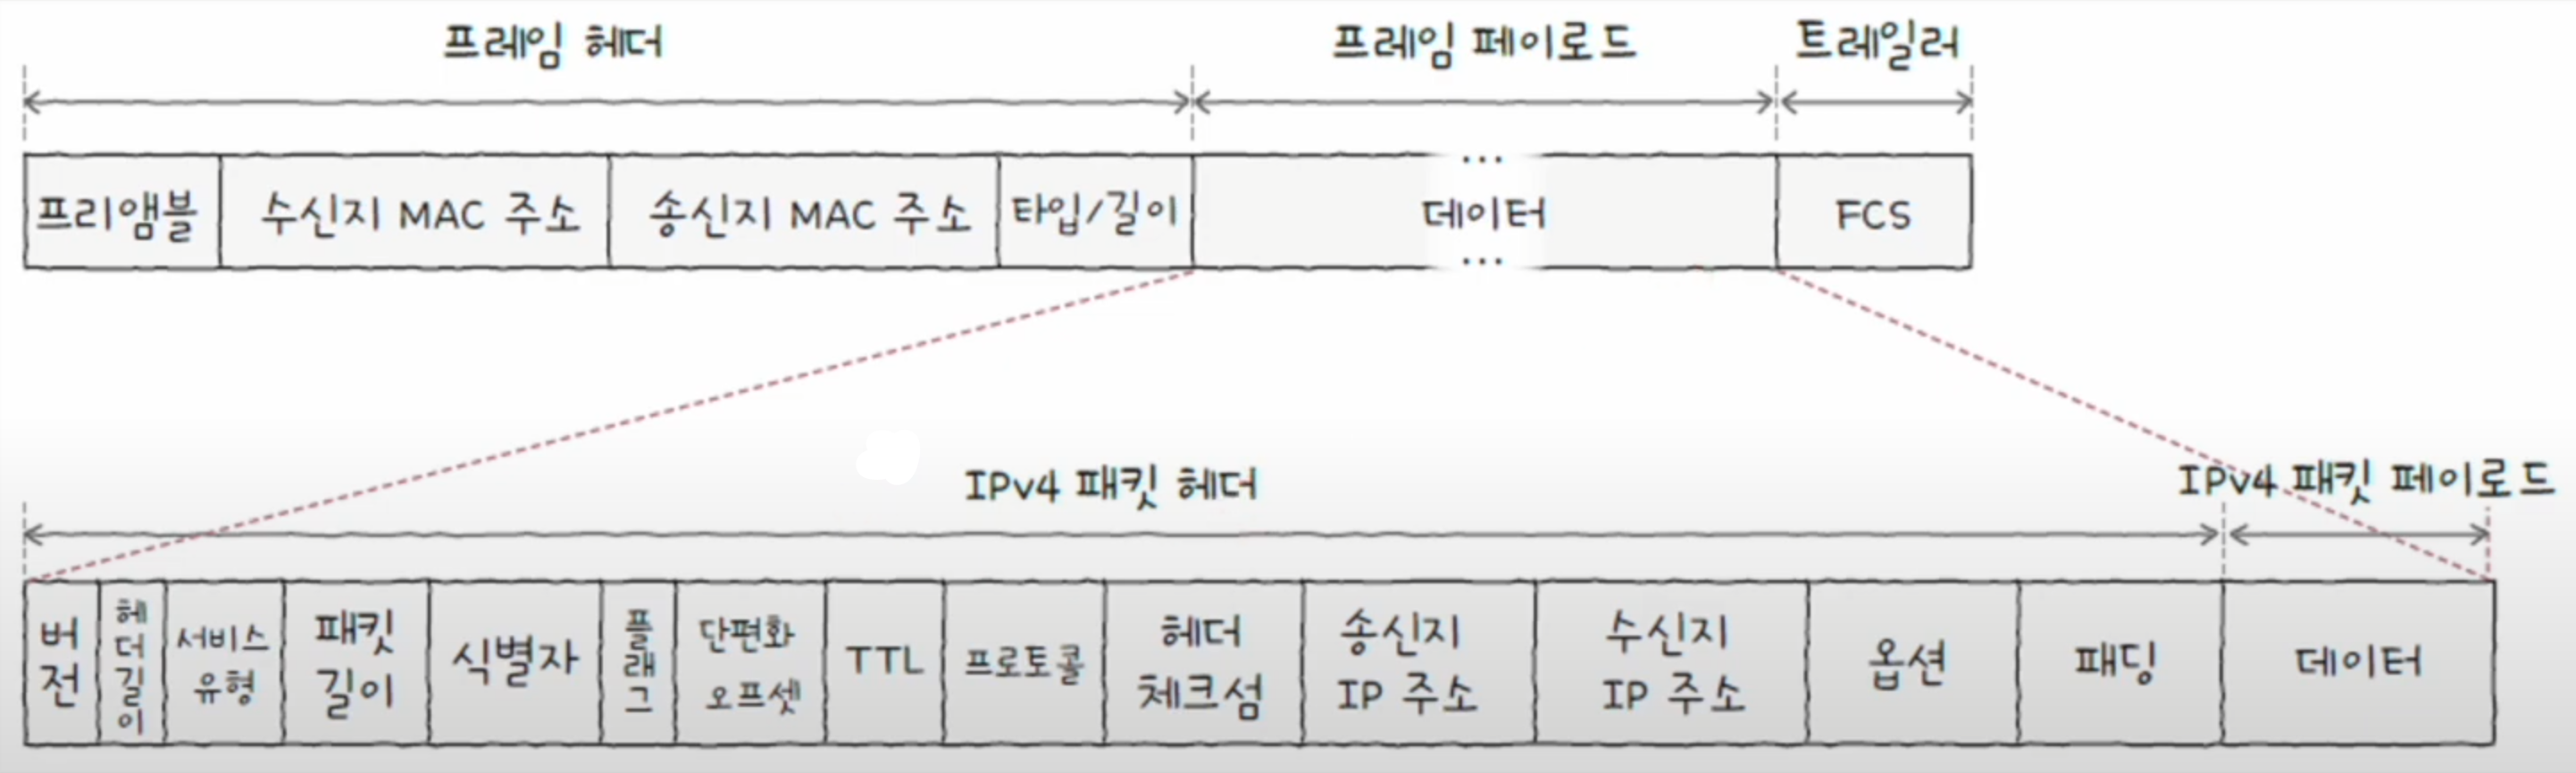 프레임 헤더
프레임 페이로드
트레일러
프리앰블
수신지 MAC 주소
송신지 MAC 주소
타입/길이
...
데이터
...
FCS
IPv4 패킷 헤더
IPv4 패킷 페이로드
버
전
헤
더
길
이
서비스
유형
패킷
길이
식별자
플
래
그
단편화
오프셋
TTL
프로토콜
헤더
체크섬
송신지
IP 주소
수신지
IP 주소
옵션
패딩
데이터